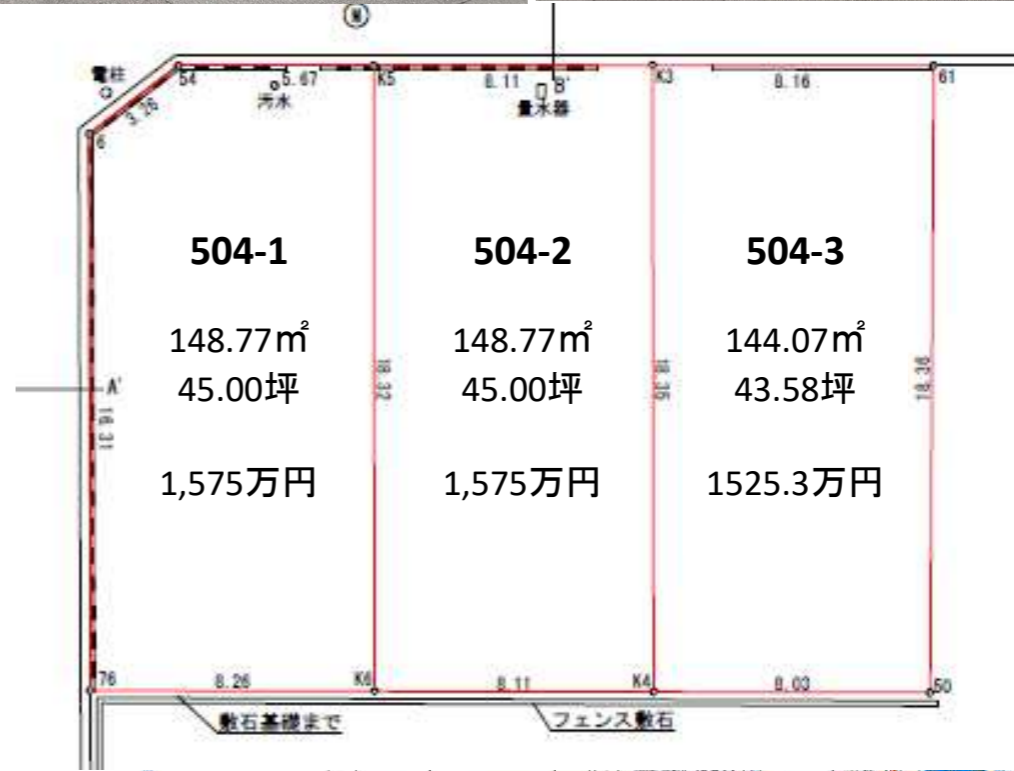 M
電柱
54
5.67
K5
8.11
B'
K3
8.16
61
汚水
量水器
3.26
6
504-1
504-2
504-3
148.77㎡
148.77㎡
144.07㎡
45.00坪
45.00坪
43.58坪
A'
16.31
18.32
18.35
18.38
1,575万円
1,575万円
1525.3万円
76
8.26
K6
8.11
K4
8.03
50
敷石基礎まで
フェンス敷石